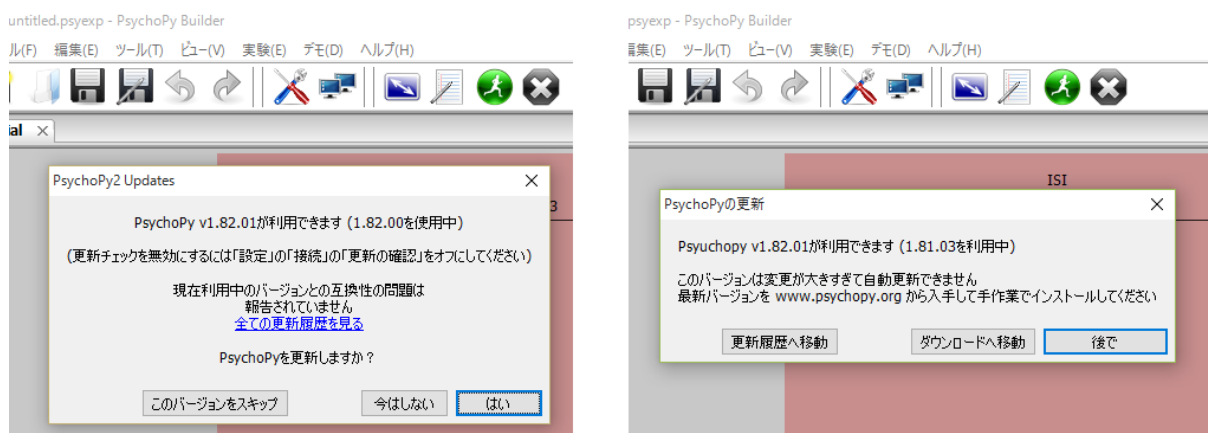 untitled.psyexp - PsychoPy Builder
ル(F) 編集(E) ツール(T) ビュー(V) 実験(E) デモ(D) ヘルプ(H)
ial ×
3
PsychoPy2 Updates
PsychoPy v1.82.01が利用できます (1.82.00を使用中)
(更新チェックを無効にするには「設定」の「接続」の「更新の確認」をオフにしてください)
現在利用中のバージョンとの互換性の問題は
報告されていません
全ての更新履歴を見る
PsychoPyを更新しますか？
このバージョンをスキップ 今はしない はい
psyexp - PsychoPy Builder
編集(E) ツール(T) ビュー(V) 実験(E) デモ(D) ヘルプ(H)
ISI
PsychoPyの更新
Psyuchopy v1.82.01が利用できます (1.81.03を利用中)
このバージョンは変更が大きすぎて自動更新できません
最新バージョンを www.psychopy.org から入手して手作業でインストールしてください
更新履歴へ移動 ダウンロードへ移動 後で